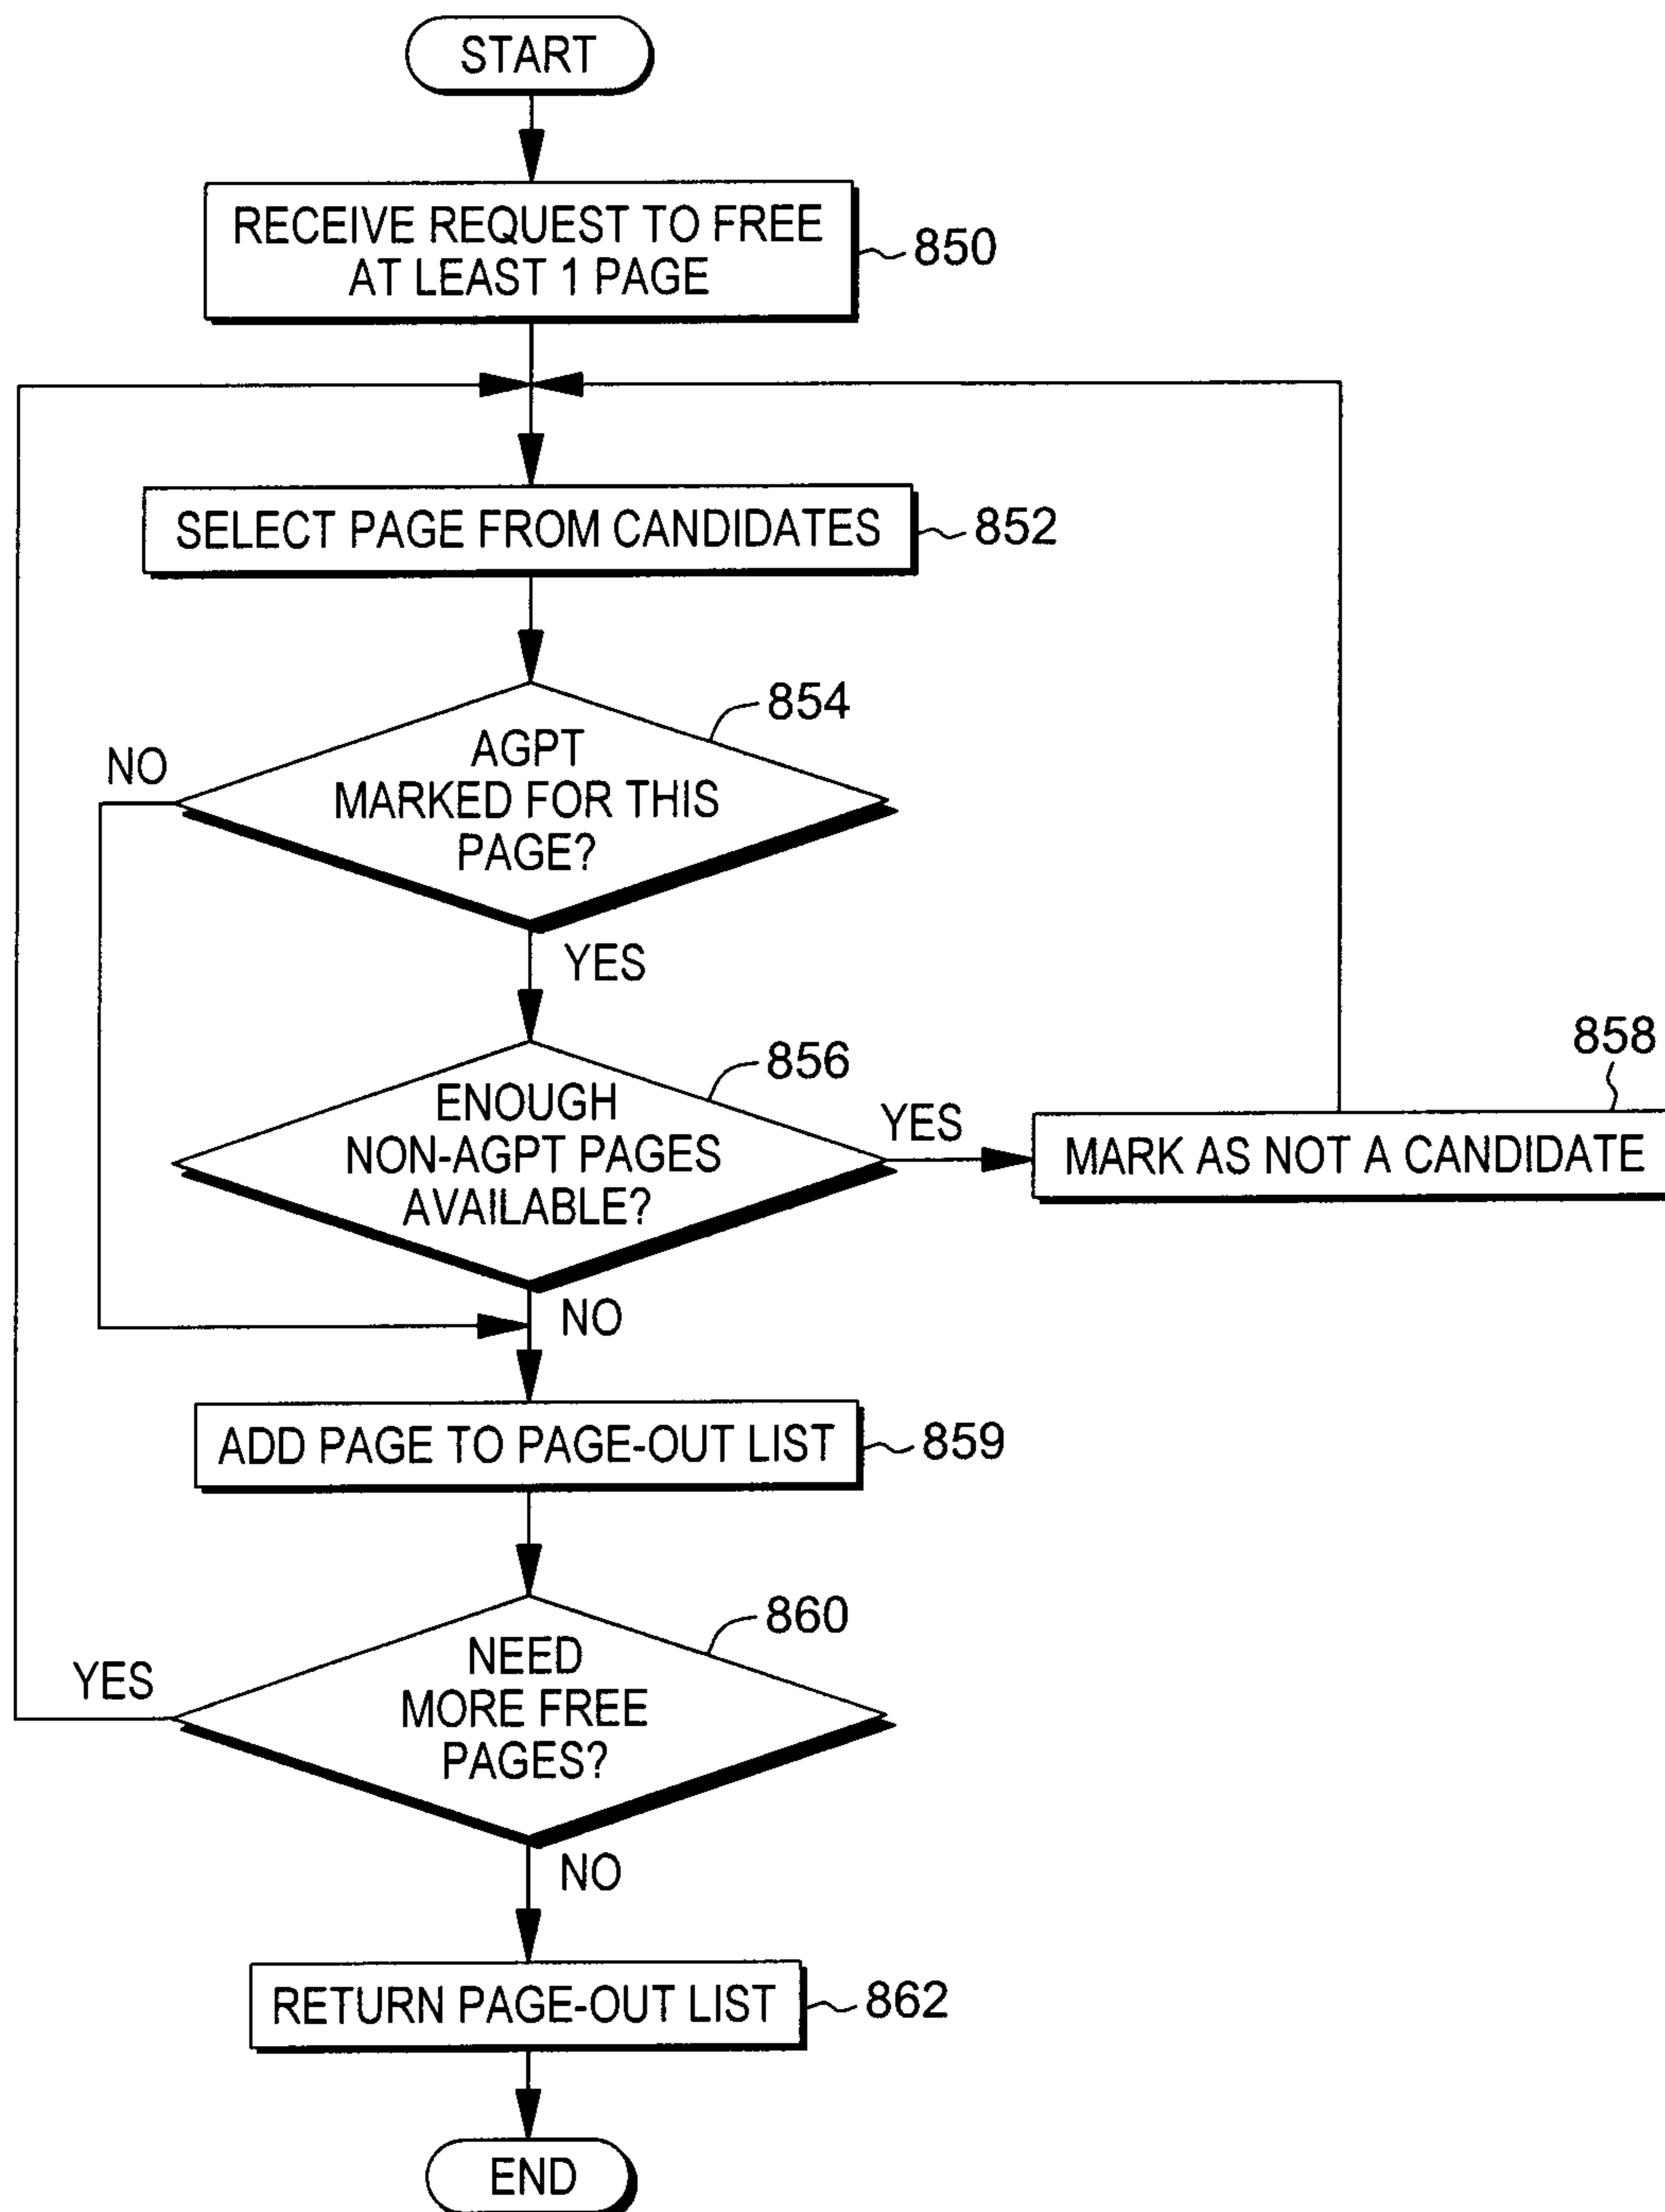 START
RECEIVE REQUEST TO FREE
AT LEAST 1 PAGE
850
SELECT PAGE FROM CANDIDATES
852
854
NO
AGPT
MARKED FOR THIS
PAGE?
YES
856
858
ENOUGH
NON-AGPT PAGES
AVAILABLE?
YES
MARK AS NOT A CANDIDATE
NO
ADD PAGE TO PAGE-OUT LIST
859
860
YES
NEED
MORE FREE
PAGES?
NO
RETURN PAGE-OUT LIST
862
END